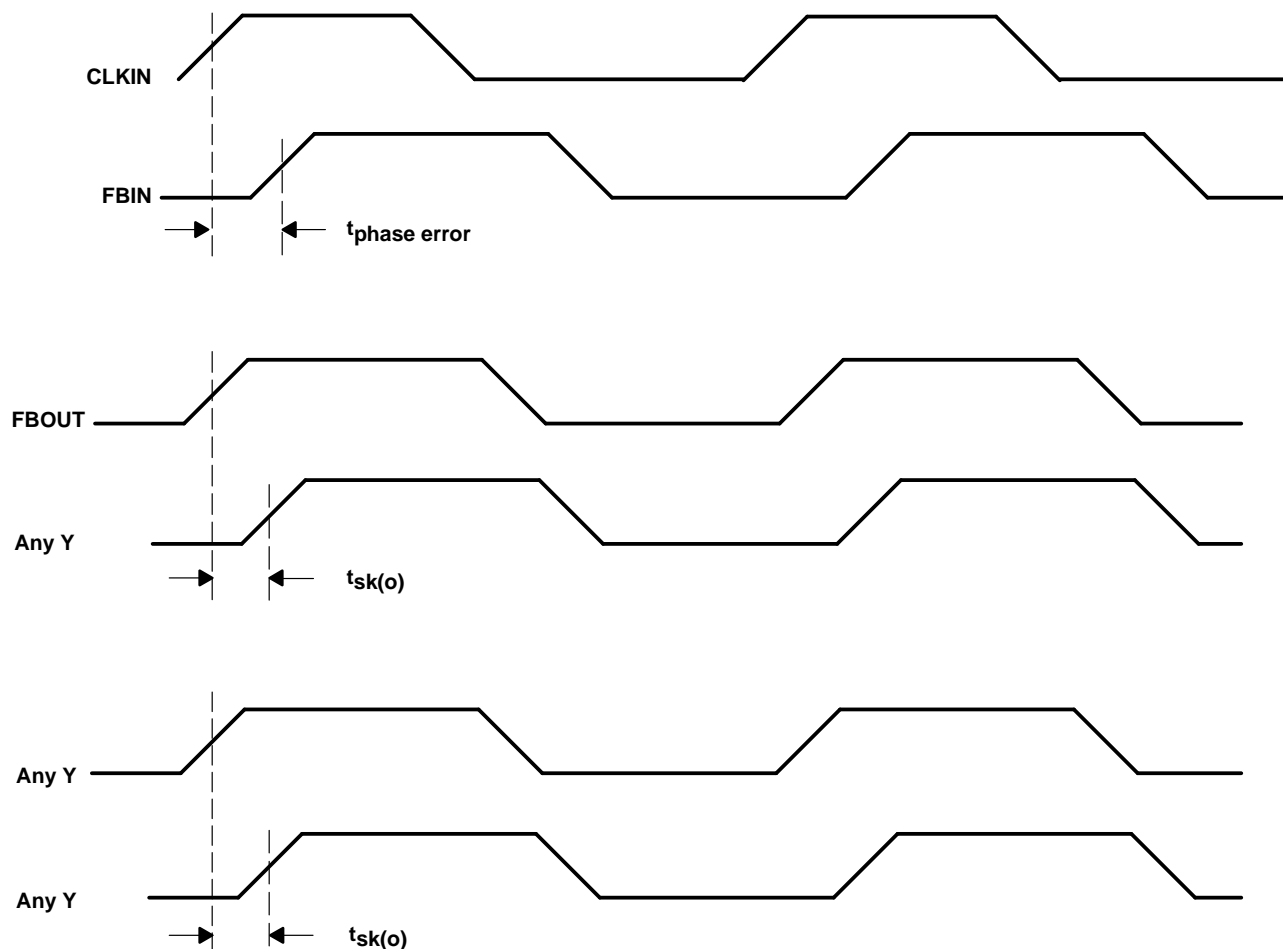 CLKIN
FBIN
tphase error
FBOUT
Any Y
tsk(o)
Any Y
Any Y
tsk(o)